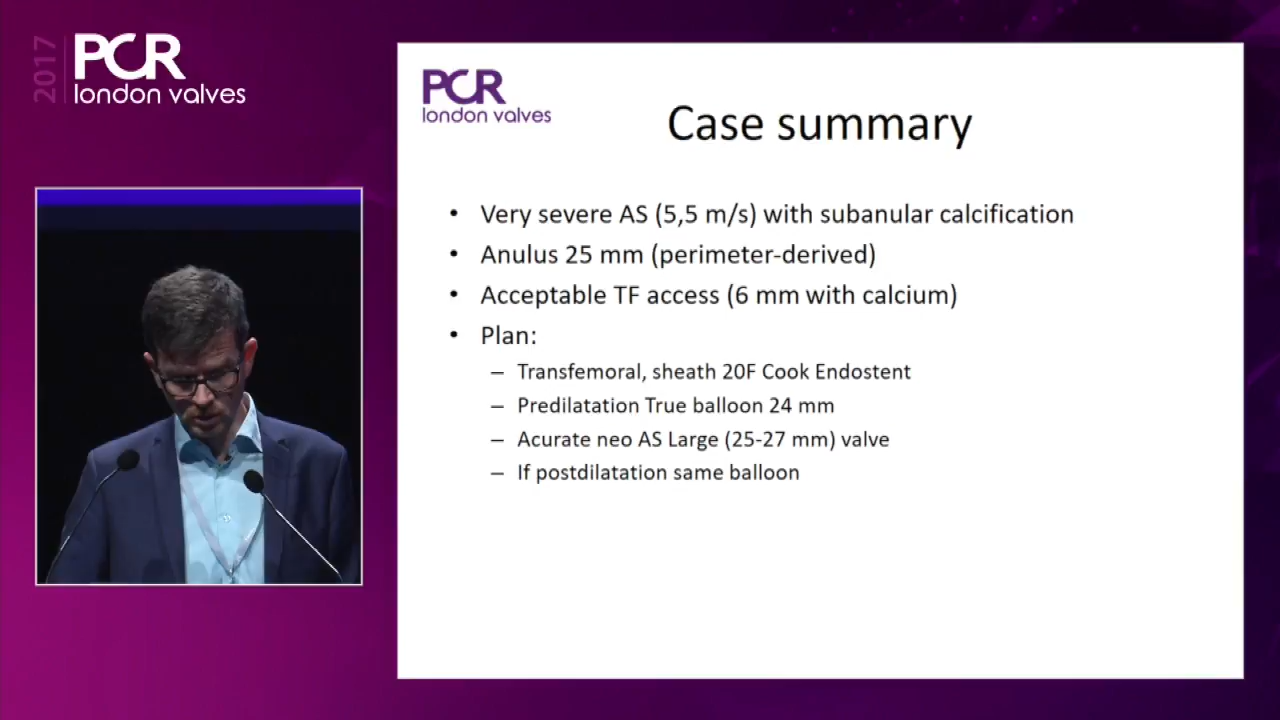 2017
PCR
london valves
PCR
london valves
Case summary
• Very severe AS (5,5 m/s) with subanular calcification
• Anulus 25 mm (perimeter-derived)
• Acceptable TF access (6 mm with calcium)
• Plan:
– Transfemoral, sheath 20F Cook Endostent
– Predilatation True balloon 24 mm
– Acurate neo AS Large (25-27 mm) valve
– If postdilatation same balloon